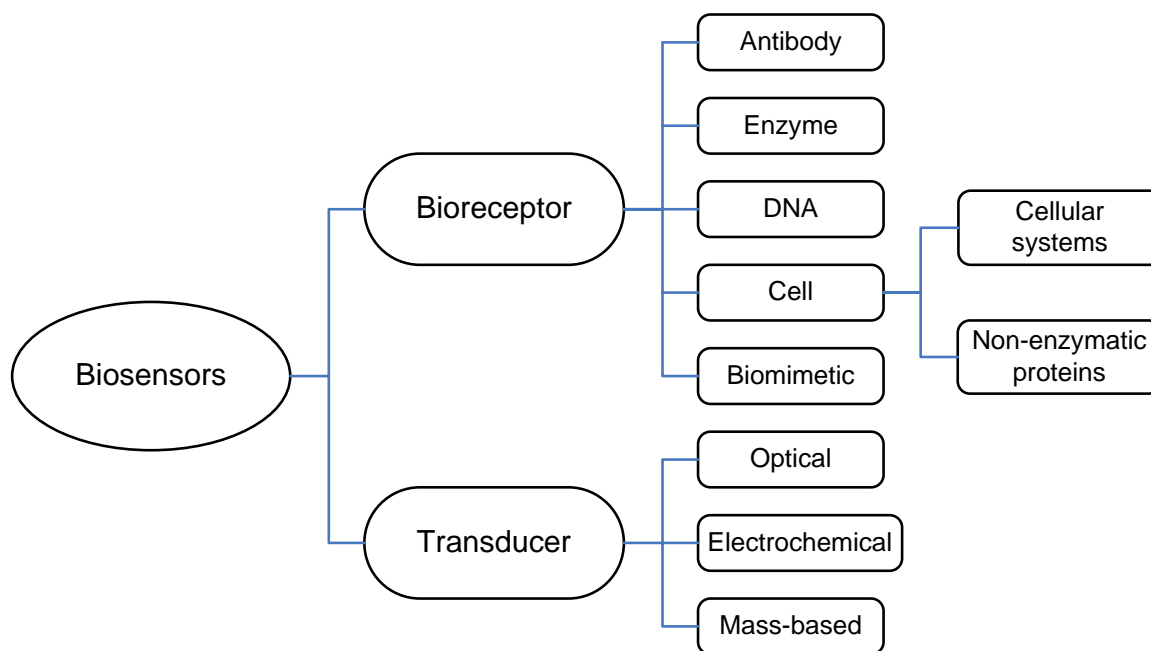 Biosensors
Bioreceptor
Antibody
Enzyme
DNA
Cell
Cellular
systems
Non-enzymatic
proteins
Biomimetic
Transducer
Optical
Electrochemical
Mass-based